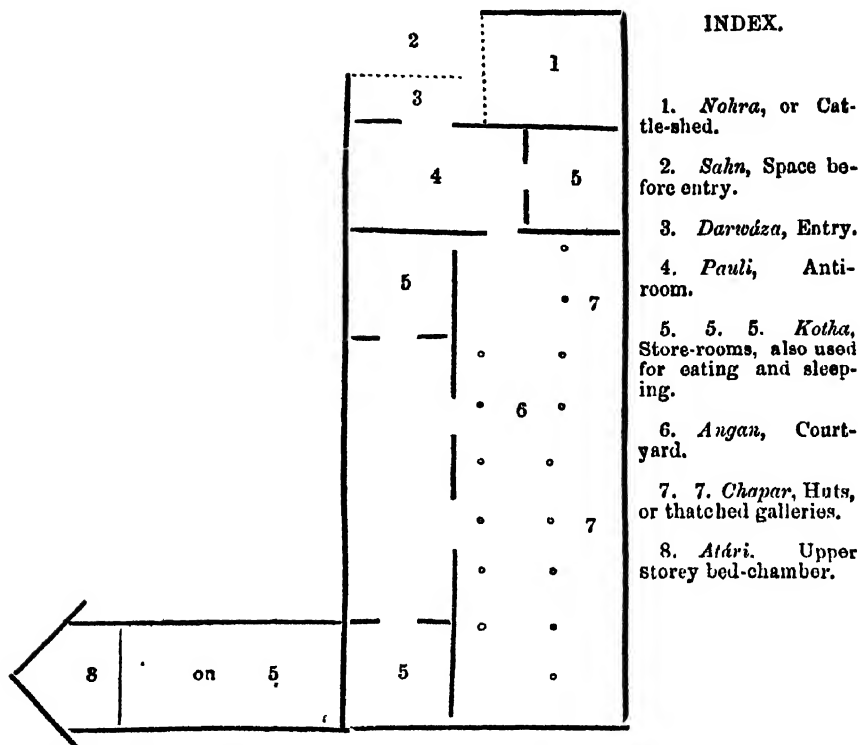 INDEX.
2
1
3
4
5
5
7
6
7
8 on 5
5
1. Nohra, or Cat-
tle-shed.
2. Sahn, Space be-
fore entry.
3. Darwáza, Entry.
4. Pauli, Anti-
room.
5. 5. 5. Kotha,
Store-rooms, also used
for eating and sleep-
ing.
6. Angan, Court-
yard.
7. 7. Chapar, Huts,
or thatched galleries.
8. Atári. Upper
storey bed-chamber.